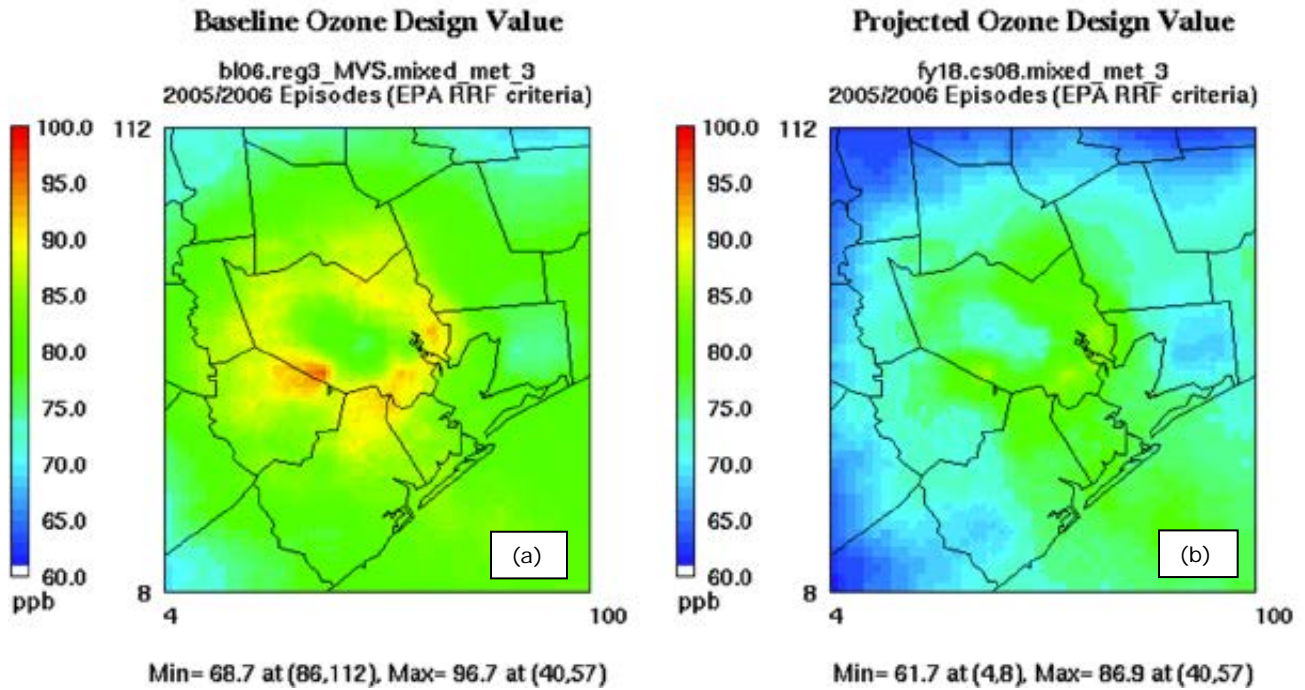 Baseline Ozone Design Value
bl06.reg3_MVS.mixed_met_3
2005/2006 Episodes (EPA RRF criteria)
100.0
95.0
90.0
85.0
80.0
75.0
70.0
65.0
60.0
ppb
112
8
4
100
(a)
Min= 68.7 at (86,112), Max= 96.7 at (40,57)
Projected Ozone Design Value
fy18.cs08.mixed_met_3
2005/2006 Episodes (EPA RRF criteria)
100.0
95.0
90.0
85.0
80.0
75.0
70.0
65.0
60.0
ppb
112
8
4
100
(b)
Min= 61.7 at (4,8), Max= 86.9 at (40,57)